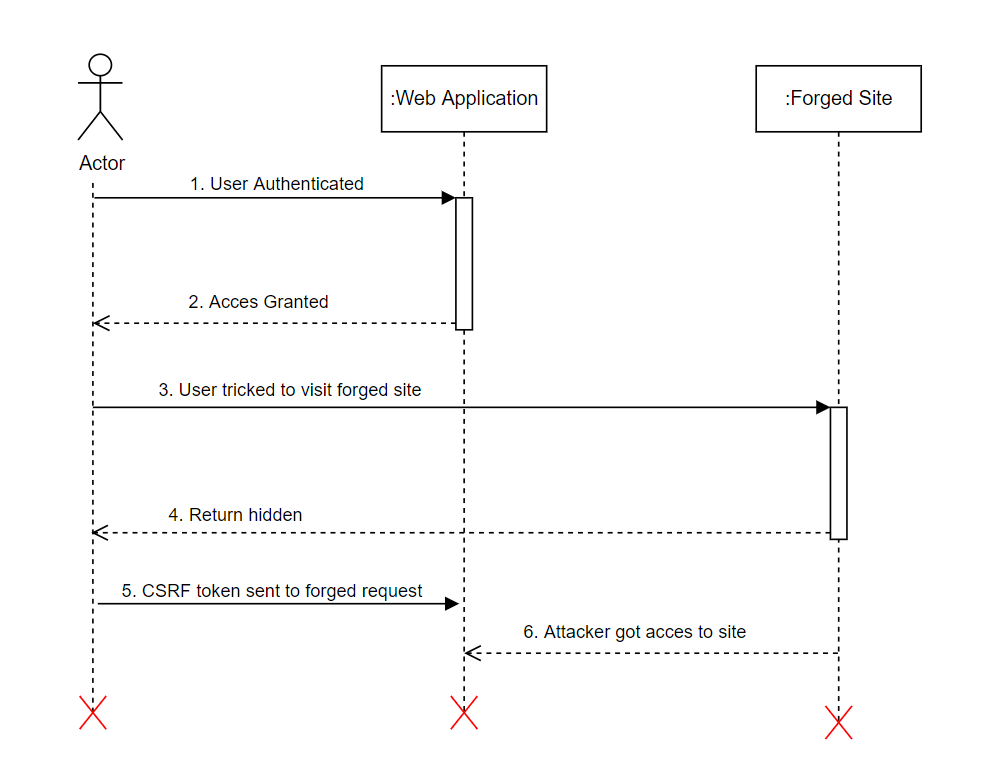 :Web Application
:Forged Site
Actor
1. User Authenticated
2. Acces Granted
3. User tricked to visit forged site
4. Return hidden
5. CSRF token sent to forged request
6. Attacker got acces to site